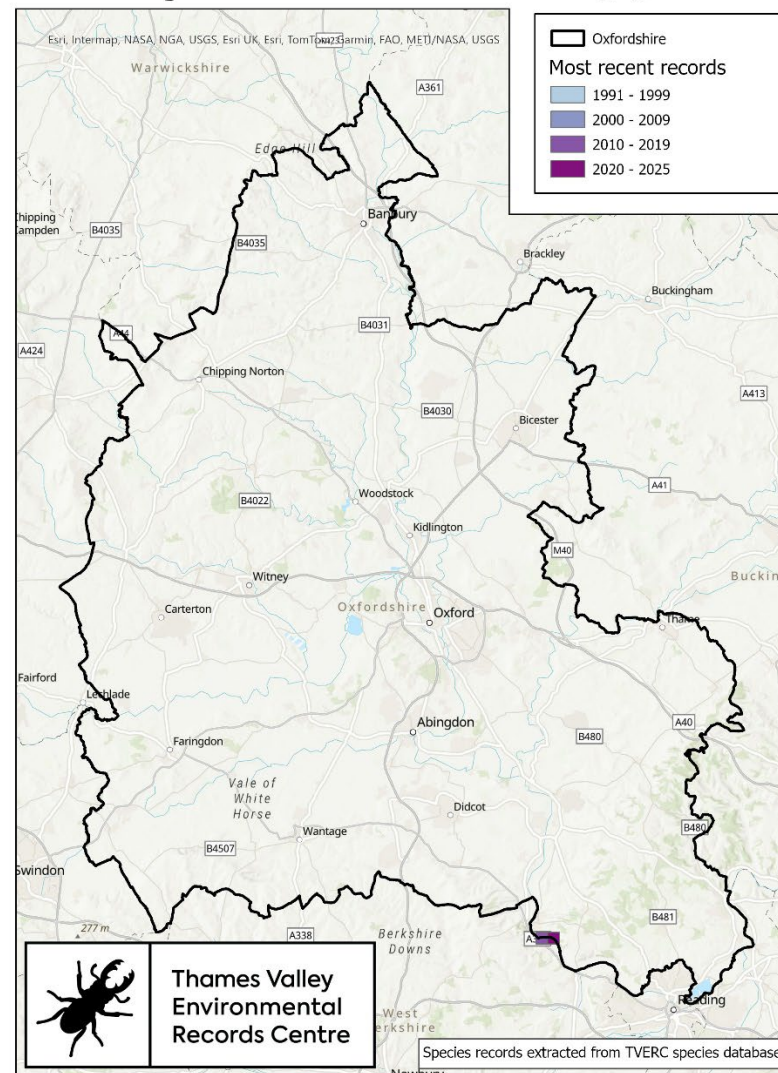 Esri, Intermap, NASA, NGA, USGS, Esri UK, Esri, TomTom, Garmin, FAO, METI/NASA, USGS
Oxfordshire
Most recent records
1991 - 1999
2000 - 2009
2010 - 2019
2020 - 2025
Warwickshire
A361
Edge Hill
Chipping
Campden
B4035
B4035
Banbury
Brackley
Buckingham
A44
A424
B4031
Chipping Norton
B4030
Bicester
A413
A41
B4022
Woodstock
Kidlington
M40
Buckin
Witney
Carterton
Oxfordshire
Oxford
Thame
Fairford
Lechlade
A40
Abingdon
B480
Faringdon
Vale of
White
Horse
Didcot
B480
B4507
Wantage
Swindon
277 m
A338
Berkshire
Downs
B481
Reading
West
erkshire
Thames Valley
Environmental
Records Centre
Species records extracted from TVERC species database